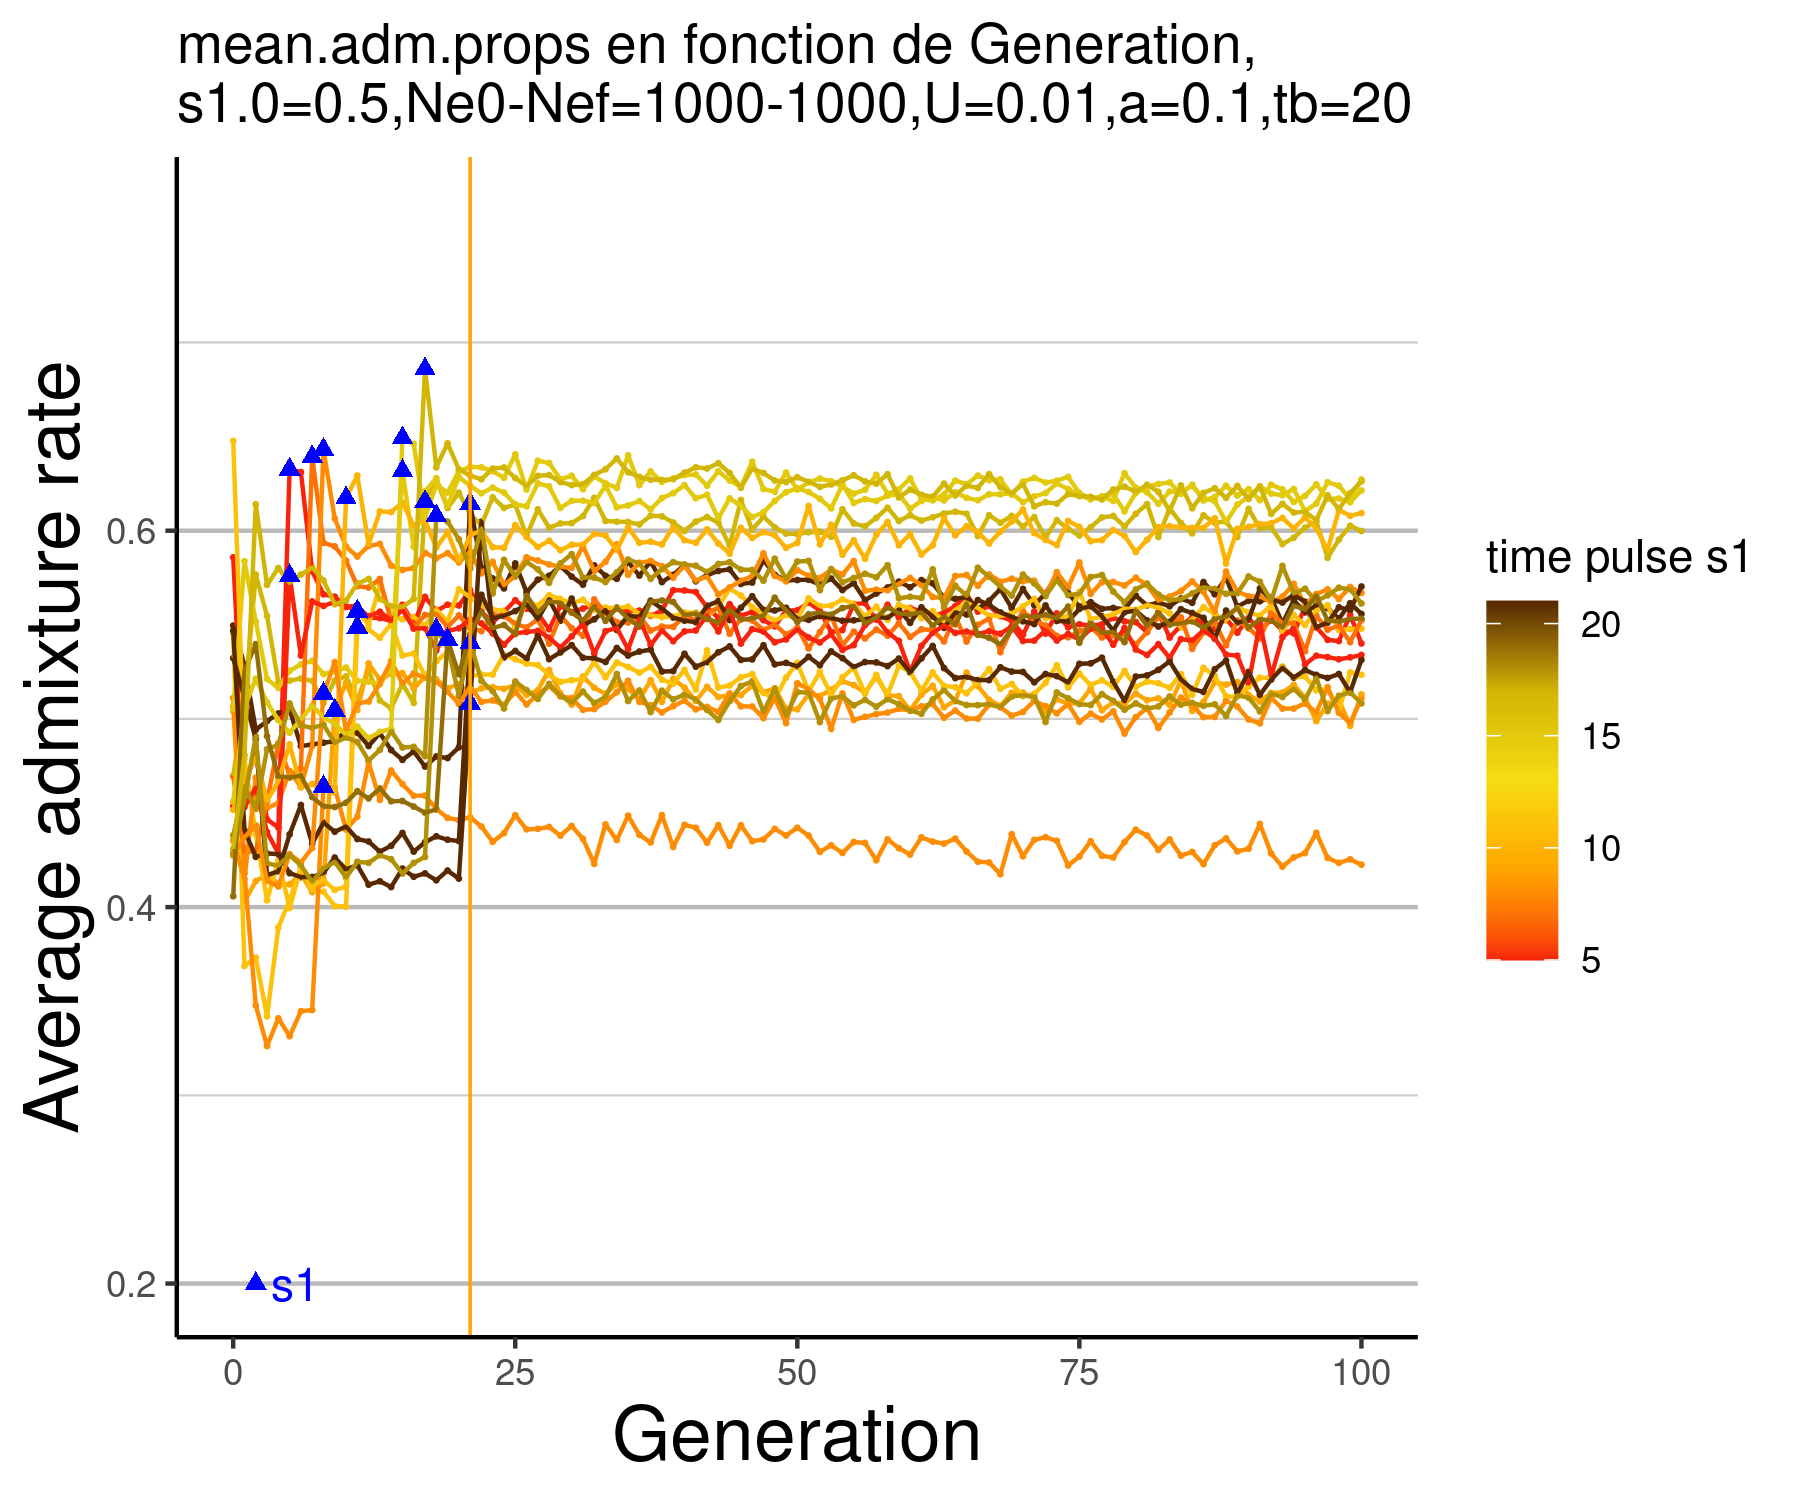 mean.adm.props en fonction de Generation,
s1.0=0.5,Ne0-Nef=1000-1000,U=0.01,a=0.1,tb=20
Average admixture rate
0.6
0.4
0.2
s1
0
25
50
75
100
Generation
time pulse s1
20
15
10
5